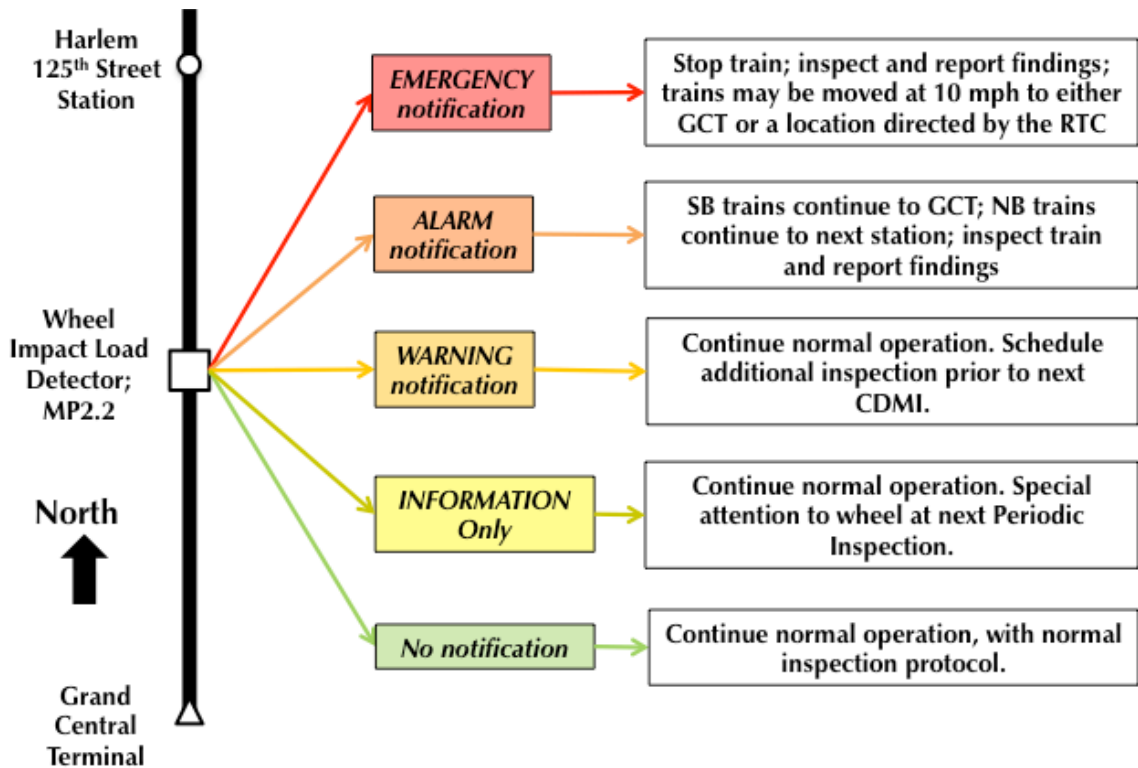 Harlem
125th Street
Station
EMERGENCY
notification
Stop train; inspect and report findings;
trains may be moved at 10 mph to either
GCT or a location directed by the RTC
ALARM
notification
SB trains continue to GCT; NB trains
continue to next station; inspect train
and report findings
Wheel
Impact Load
Detector;
MP2.2
WARNING
notification
Continue normal operation. Schedule
additional inspection prior to next
CDMI.
North
INFORMATION
Only
Continue normal operation. Special
attention to wheel at next Periodic
Inspection.
No notification
Continue normal operation, with normal
inspection protocol.
Grand
Central
Terminal